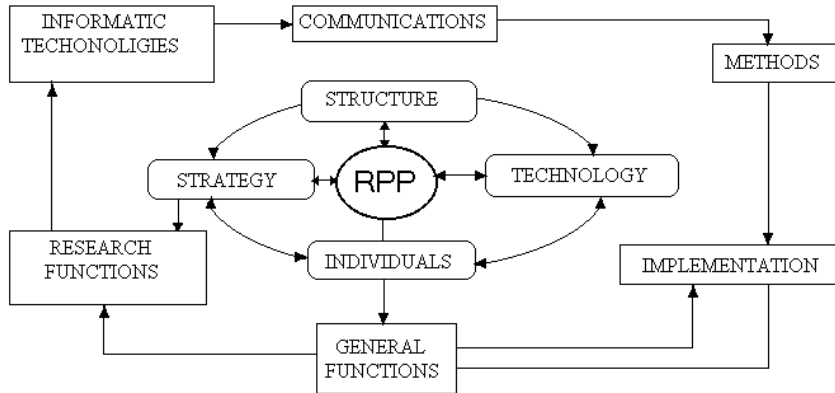 INFORMATIC
TECHONOLIGIES
COMMUNICATIONS
METHODS
STRUCTURE
STRATEGY
RPP
TECHNOLOGY
RESEARCH
FUNCTIONS
INDIVIDUALS
IMPLEMENTATION
GENERAL
FUNCTIONS